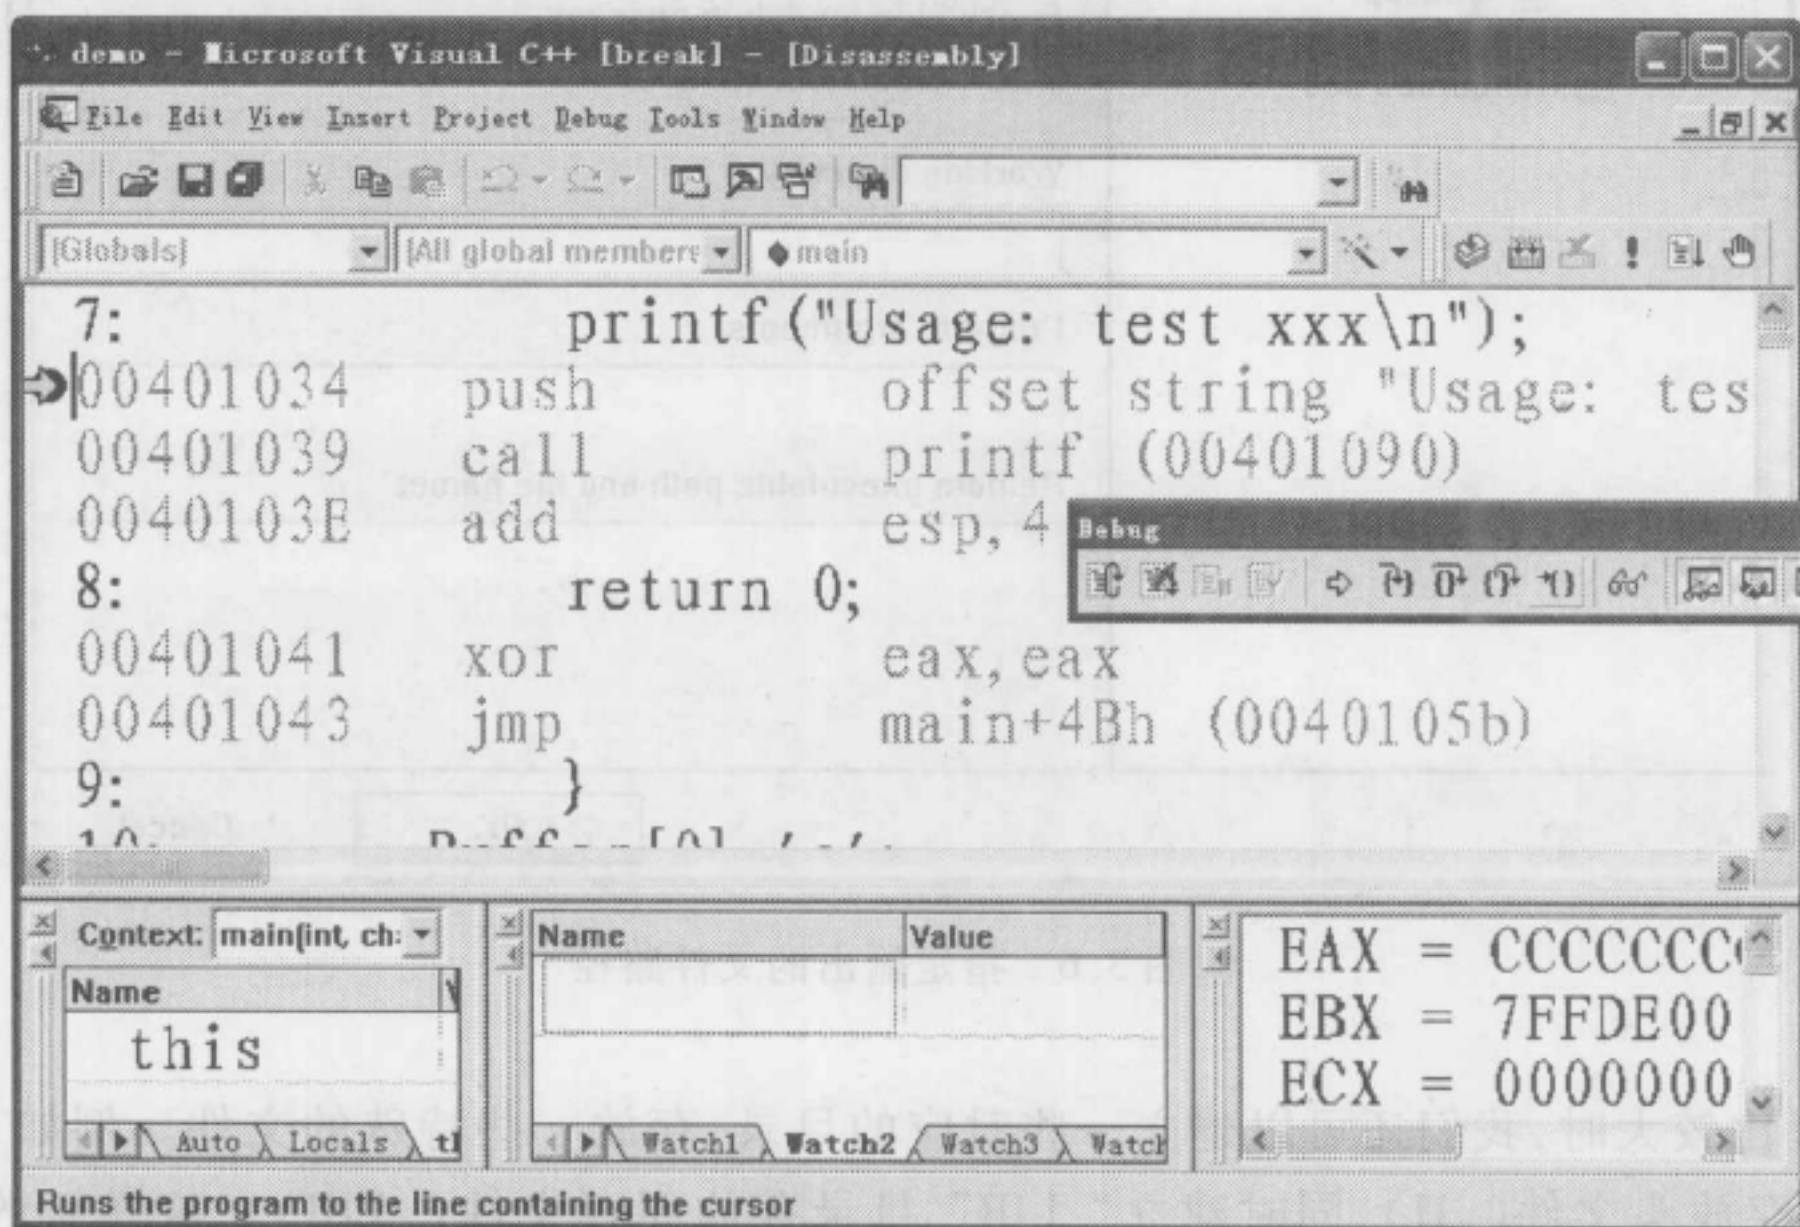 demo - Microsoft Visual C++ [break] - [Disassembly]
File Edit View Insert Project Debug Tools Window Help
[Globals] [All global members main
7: printf("Usage: test xxx\n");
00401034 push offset string "Usage: tes
00401039 call printf (00401090)
0040103E add esp, 4
Debug
8: return 0;
00401041 xor eax, eax
00401043 jmp main+4Bh (0040105b)
9: }
Context: main(int, ch:
Name
this
Auto Locals
Name Value
Watch1 Watch2 Watch3 Watch
EAX = CCCCCCC
EBX = 7FFDE00
ECX = 0000000
Runs the program to the line containing the cursor